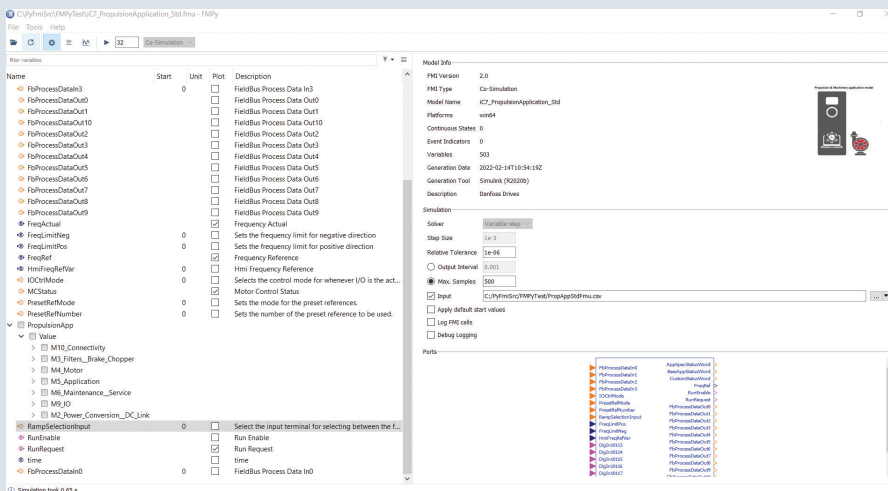 C:\PyFmiSrc\FMPyTest\iC7_PropulsionApplication_Std.fmu - FMPy
File Tools Help
32 Co-Simulation
filter variables
Name Start Unit Plot Description
FbProcessDataIn3 0 FieldBus Process Data In3
FbProcessDataOut0 FieldBus Process Data Out0
FbProcessDataOut1 FieldBus Process Data Out1
FbProcessDataOut10 FieldBus Process Data Out10
FbProcessDataOut2 FieldBus Process Data Out2
FbProcessDataOut3 FieldBus Process Data Out3
FbProcessDataOut4 FieldBus Process Data Out4
FbProcessDataOut5 FieldBus Process Data Out5
FbProcessDataOut6 FieldBus Process Data Out6
FbProcessDataOut7 FieldBus Process Data Out7
FbProcessDataOut8 FieldBus Process Data Out8
FbProcessDataOut9 FieldBus Process Data Out9
FreqActual Frequency Actual
FreqLimitNeg 0 Sets the frequency limit for negative direction
FreqLimitPos 0 Sets the frequency limit for positive direction
FreqRef Frequency Reference
HmiFreqRefVar 0 Hmi Frequency Reference
IOCtrlMode 0 Selects the control mode for whenever I/O is the act...
MCStatus Motor Control Status
PresetRefMode 0 Sets the mode for the preset references.
PresetRefNumber 0 Sets the number of the preset reference to be used.
PropulsionApp
Value
M10_Connectivity
M3_Filters__Brake_Chopper
M4_Motor
M5_Application
M6_Maintenance__Service
M9_IO
M2_Power_Conversion__DC_Link
RampSelectionInput 0 Select the input terminal for selecting between the f...
RunEnable Run Enable
RunRequest Run Request
time time
FbProcessDataIn0 0 FieldBus Process Data In0
Simulation took 0.65 s
Model Info
FMI Version 2.0
FMI Type Co-Simulation
Model Name iC7_PropulsionApplication_Std
Platforms win64
Continuous States 0
Event Indicators 0
Variables 503
Generation Date 2022-02-14T10:54:19Z
Generation Tool Simulink (R2020b)
Description Danfoss Drives
Propulsion & Machinery application model
Simulation
Solver Variable-step
Step Size 1e-3
Relative Tolerance 1e-06
Output Interval 0.001
Max. Samples 500
Input C:/PyFmiSrc/FMPyTest/PropAppStdFmu.csv ...
Apply default start values
Log FMI calls
Debug Logging
Ports
FbProcessDataIn0
FbProcessDataIn1
FbProcessDataIn2
FbProcessDataIn3
IOCtrlMode
PresetRefMode
PresetRefNumber
RampSelectionInput
FreqLimitPos
FreqLimitNeg
HmiFreqRefVar
DigIn10113
DigIn10114
DigIn10115
DigIn10116
DigIn10117
AppSpecStatusWord
BaseAppStatusWord
CustomStatusWord
FreqRef
RunEnable
RunRequest
FbProcessDataOut0
FbProcessDataOut1
FbProcessDataOut2
FbProcessDataOut3
FbProcessDataOut4
FbProcessDataOut5
FbProcessDataOut6
FbProcessDataOut7
FbProcessDataOut8
FbProcessDataOut9